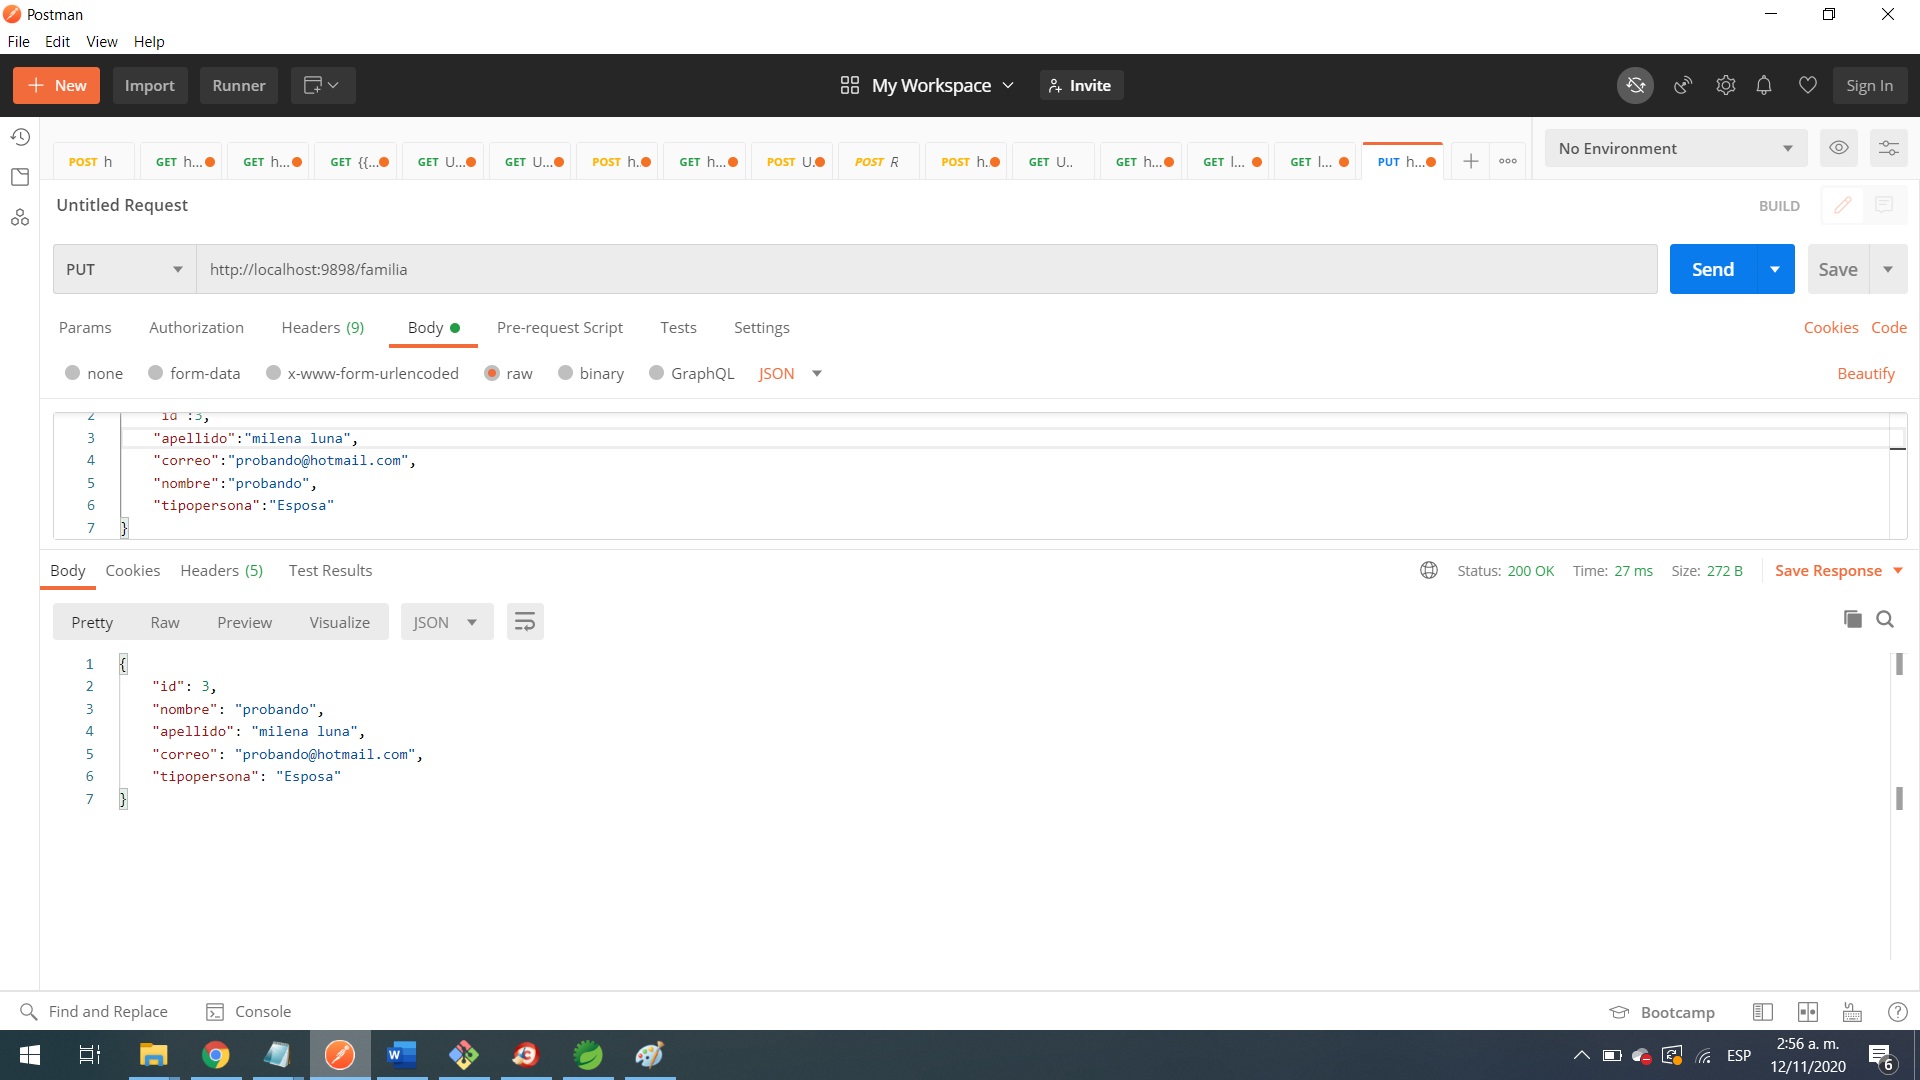 Postman
File Edit View Help
New Import Runner My Workspace Invite Sign In
POST h GET h... GET h... GET {{... GET U... GET U... POST h. GET h... POST U. POST R POST h. GET U.. GET h... GET l... GET l... PUT h... No Environment
Untitled Request BUILD
PUT http://localhost:9898/familia Send Save
Params Authorization Headers (9) Body Pre-request Script Tests Settings Cookies Code
none form-data x-www-form-urlencoded raw binary GraphQL JSON Beautify
2 id :3,
3 "apellido":"milena luna",
4 "correo":"probando@hotmail.com",
5 "nombre":"probando",
6 "tipopersona":"Esposa"
7 }
Body Cookies Headers (5) Test Results Status: 200 OK Time: 27 ms Size: 272 B Save Response
Pretty Raw Preview Visualize JSON
1 {
2 "id": 3,
3 "nombre": "probando",
4 "apellido": "milena luna",
5 "correo": "probando@hotmail.com",
6 "tipopersona": "Esposa"
7 }
Find and Replace Console Bootcamp
ESP 2:56 a. m.
12/11/2020 6